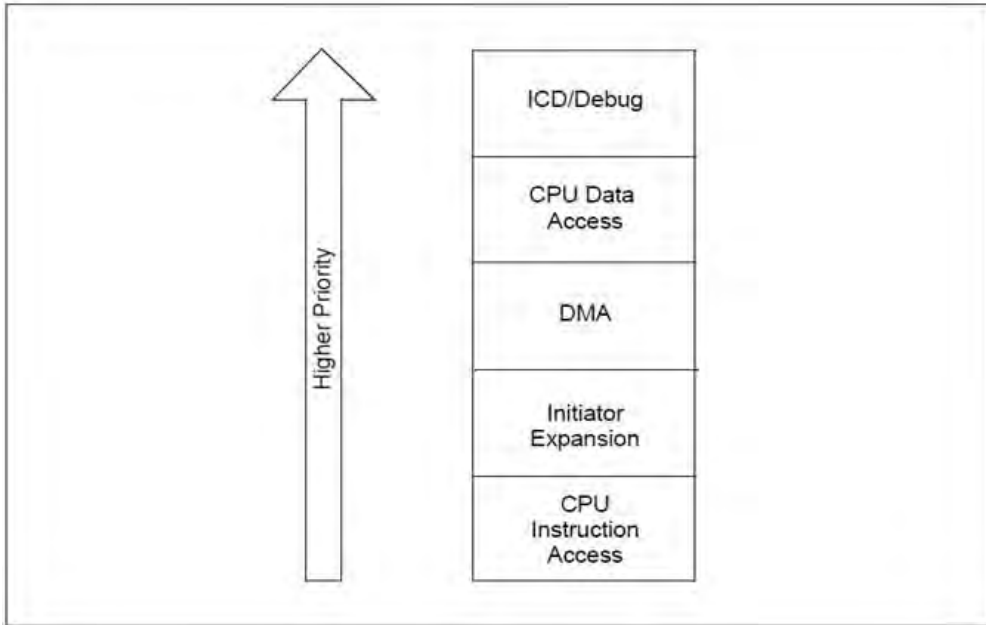 Higher Priority
ICD/Debug
CPU Data
Access
DMA
Initiator
Expansion
CPU
Instruction
Access